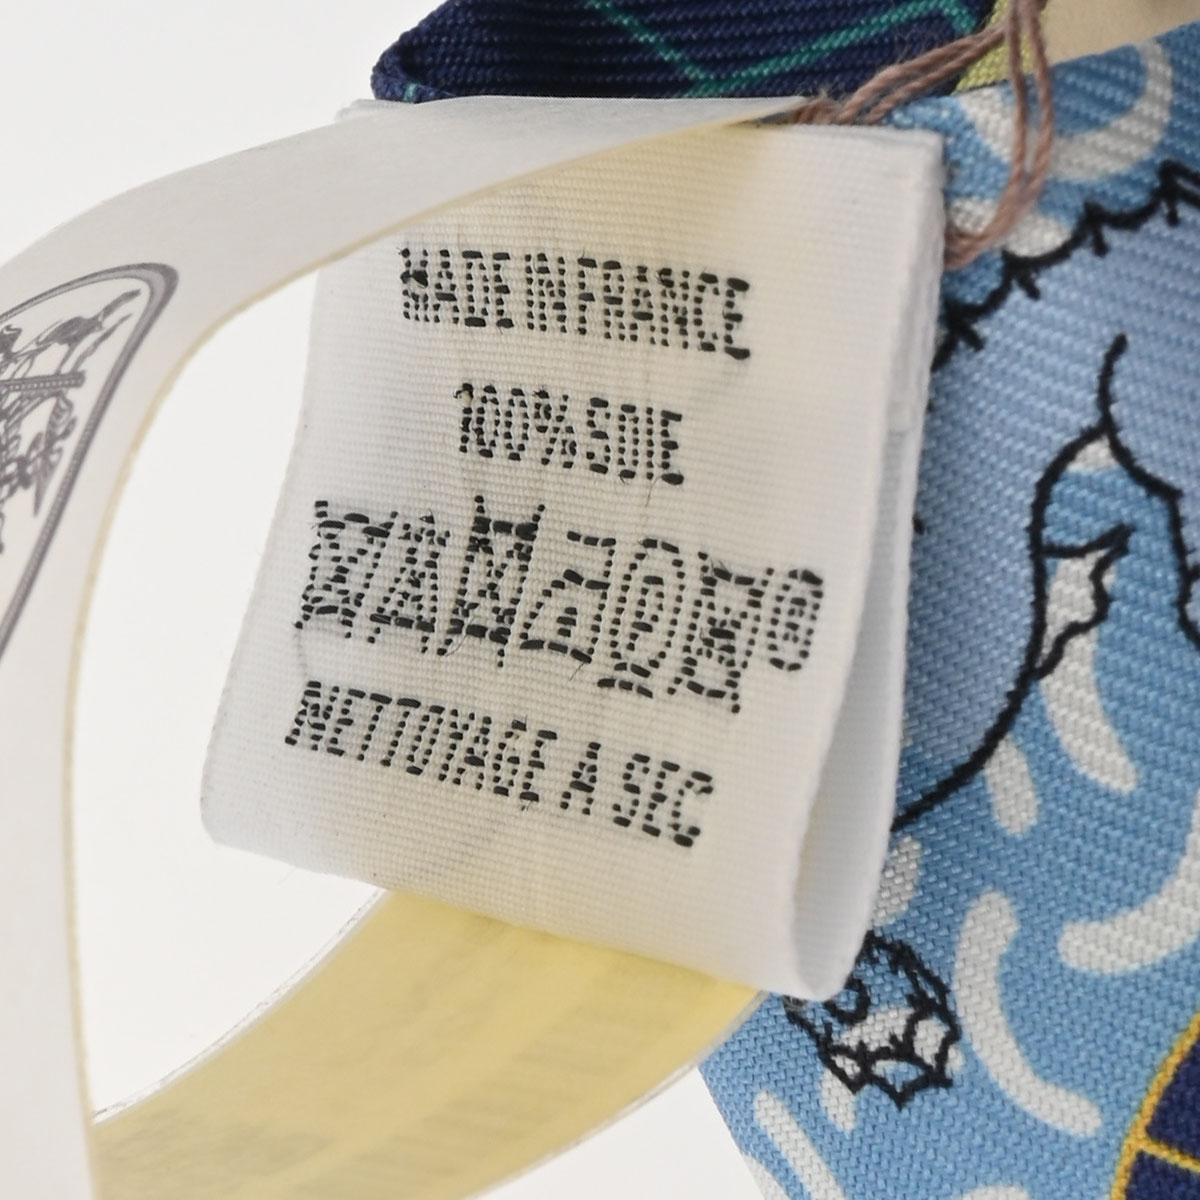 MADE IN FRANCE
100% SOIE
NETTOYAGE A SEC